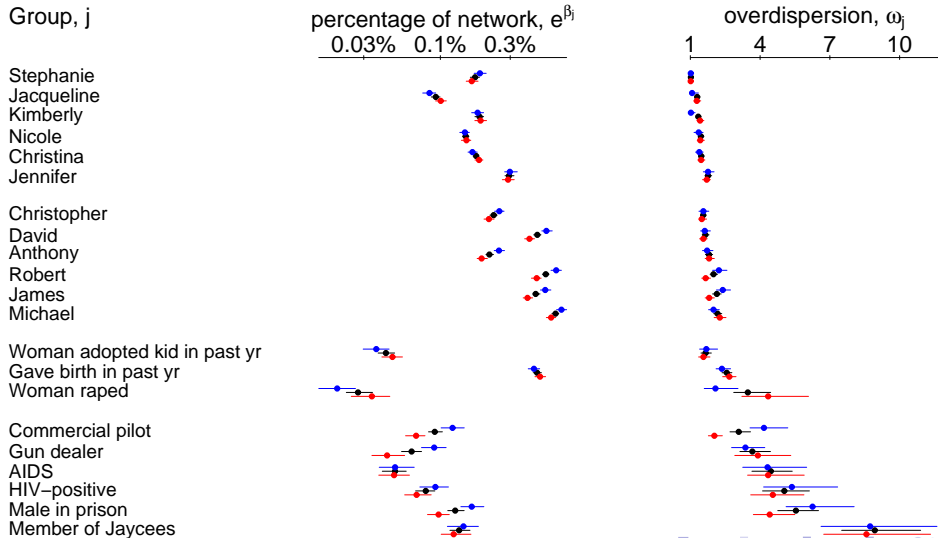 Group, j percentage of network, e^βj overdispersion, ωj
0.03% 0.1% 0.3% 1 4 7 10
Stephanie
Jacqueline
Kimberly
Nicole
Christina
Jennifer
Christopher
David
Anthony
Robert
James
Michael
Woman adopted kid in past yr
Gave birth in past yr
Woman raped
Commercial pilot
Gun dealer
AIDS
HIV−positive
Male in prison
Member of Jaycees